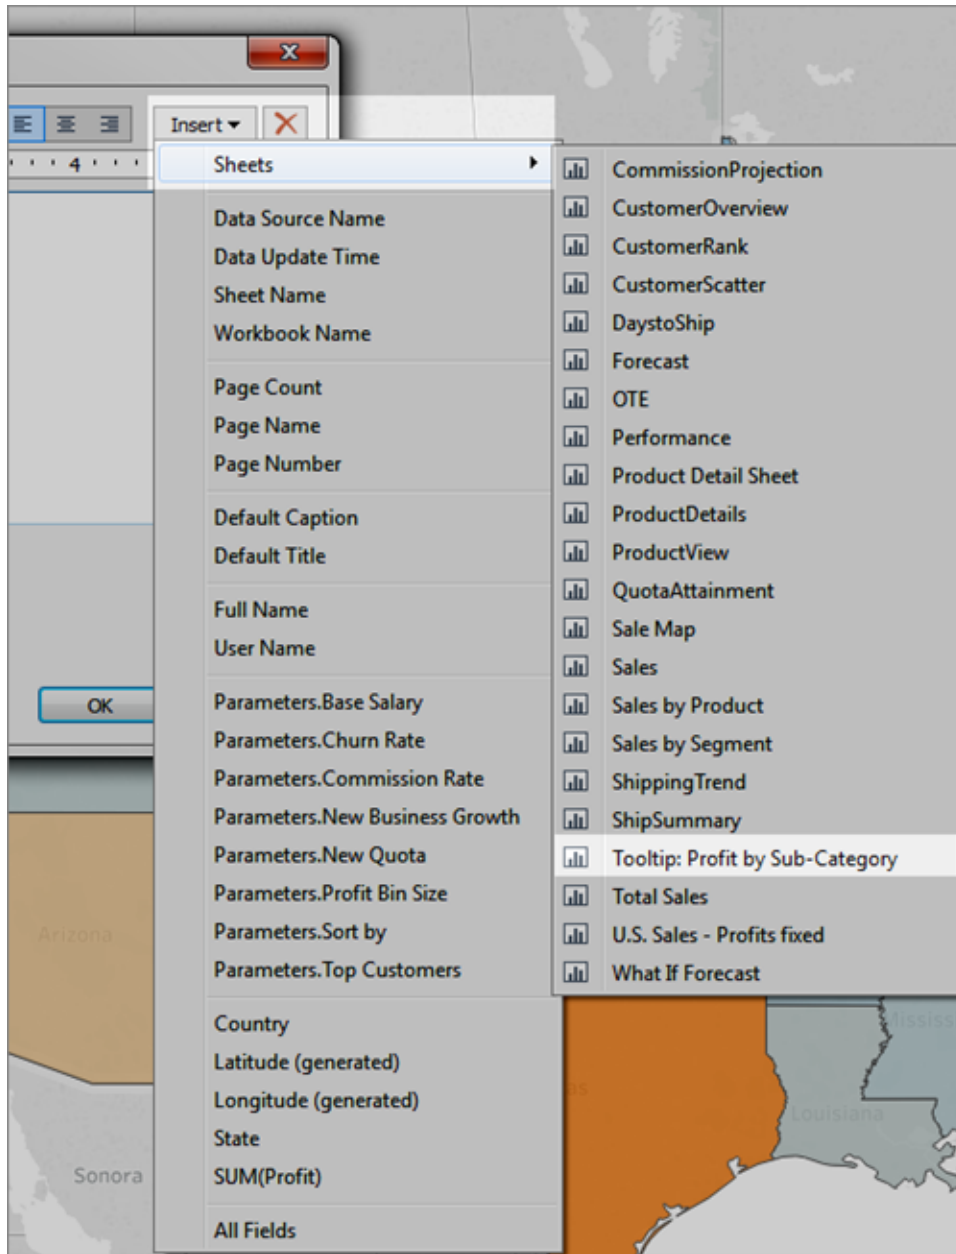 Insert
4
Sheets
Data Source Name
Data Update Time
Sheet Name
Workbook Name
Page Count
Page Name
Page Number
Default Caption
Default Title
Full Name
User Name
OK
Parameters.Base Salary
Parameters.Churn Rate
Parameters.Commission Rate
Parameters.New Business Growth
Parameters.New Quota
Parameters.Profit Bin Size
Parameters.Sort by
Parameters.Top Customers
Country
Latitude (generated)
Longitude (generated)
State
SUM(Profit)
All Fields
CommissionProjection
CustomerOverview
CustomerRank
CustomerScatter
DaystoShip
Forecast
OTE
Performance
Product Detail Sheet
ProductDetails
ProductView
QuotaAttainment
Sale Map
Sales
Sales by Product
Sales by Segment
ShippingTrend
ShipSummary
Tooltip: Profit by Sub-Category
Total Sales
U.S. Sales - Profits fixed
What If Forecast
Arizona
Sonora
as
Mississ
Louisiana